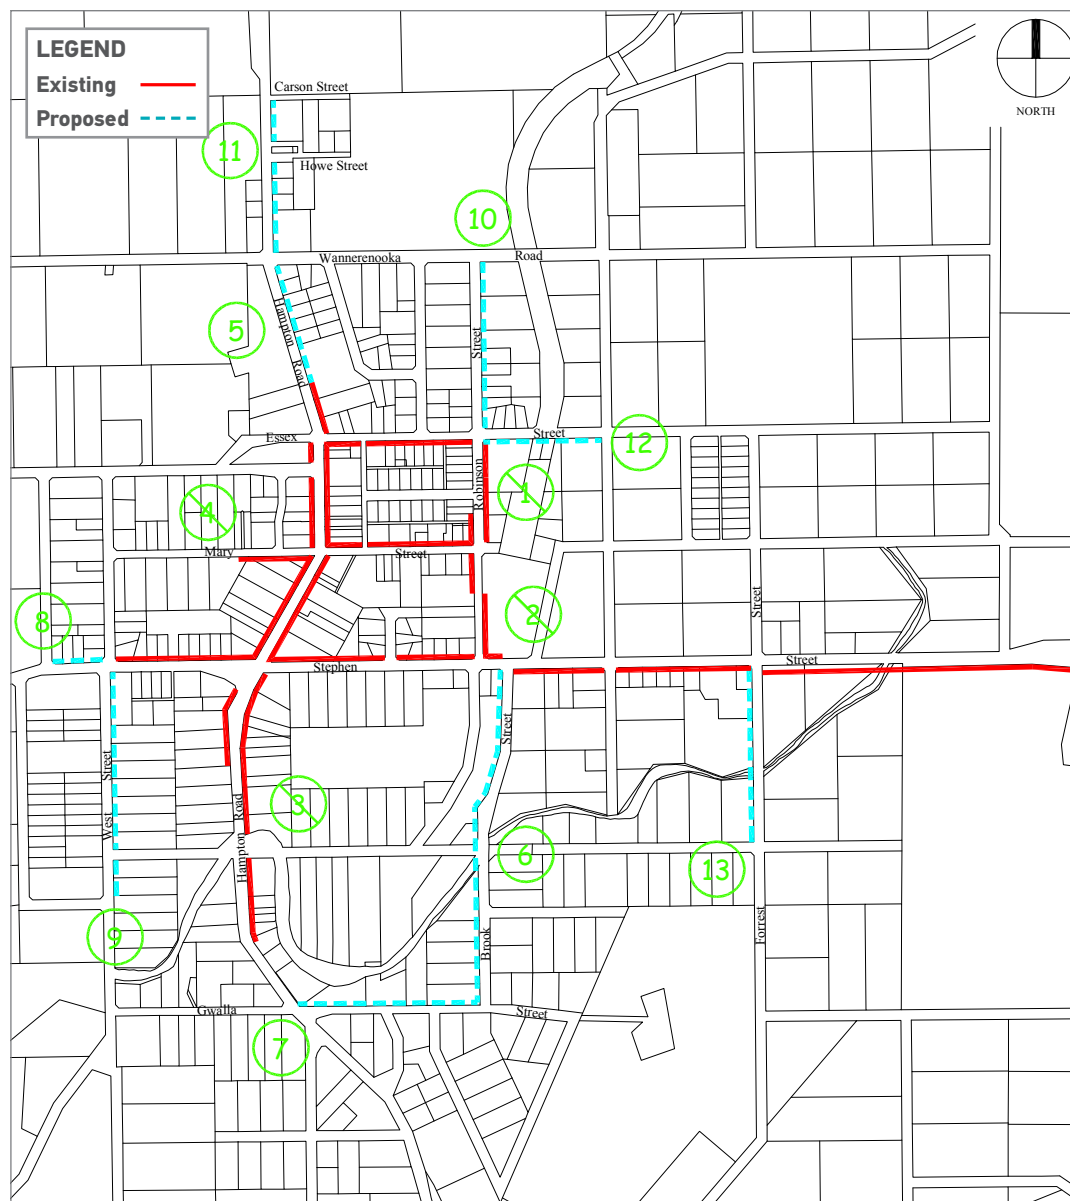 LEGEND
Existing
Proposed
NORTH
Carson Street
11
Howe Street
10
Wannerenooka
Road
5
Hampton
Road
Street
Essex
Street
12
Robinson
1
4
Mary
Street
8
2
Street
Stephen
Street
Street
Street
West
Road
3
Hampton
6
13
9
Brook
Forrest
Gwalla
Street
7